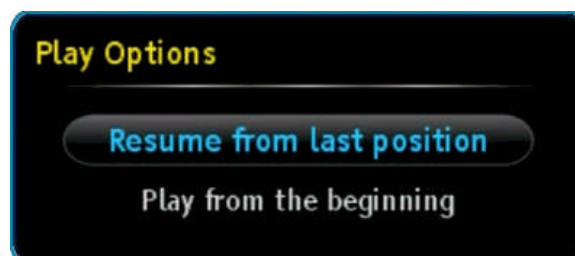 Play Options
Resume from last position
Play from the beginning